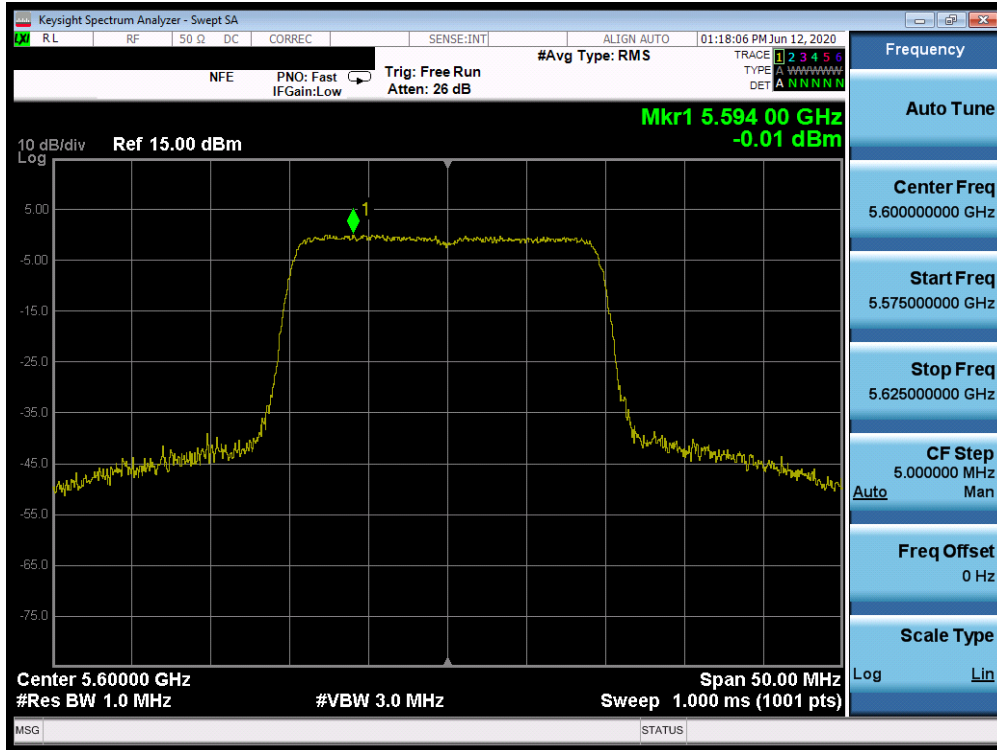 Keysight Spectrum Analyzer - Swept SA
LXI RL RF 50 Ω DC CORREC SENSE:INT ALIGN AUTO 01:18:06 PM Jun 12, 2020
#Avg Type: RMS
TRACE 1 2 3 4 5 6
TYPE A WWWWW
DET A N N N N N
NFE PNO: Fast Trig: Free Run
IFGain:Low Atten: 26 dB
Mkr1 5.594 00 GHz
-0.01 dBm
10 dB/div Ref 15.00 dBm
Log
1
5.00
-5.00
-15.0
-25.0
-35.0
-45.0
-55.0
-65.0
-75.0
Center 5.60000 GHz Span 50.00 MHz
#Res BW 1.0 MHz #VBW 3.0 MHz Sweep 1.000 ms (1001 pts)
MSG STATUS
Frequency
Auto Tune
Center Freq
5.600000000 GHz
Start Freq
5.575000000 GHz
Stop Freq
5.625000000 GHz
CF Step
5.000000 MHz
Auto Man
Freq Offset
0 Hz
Scale Type
Log Lin